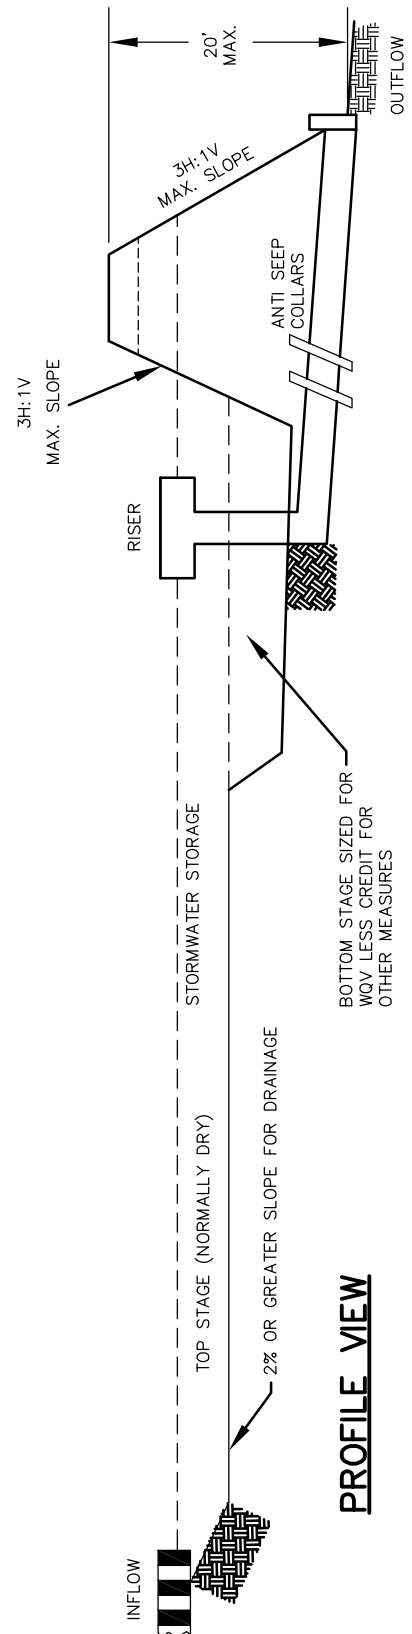 INFLOW
TOP STAGE (NORMALLY DRY)
STORMWATER STORAGE
2% OR GREATER SLOPE FOR DRAINAGE
RISER
3H:1V
MAX. SLOPE
3H:1V
MAX. SLOPE
20'
MAX.
ANTI SEEP
COLLARS
OUTFLOW
BOTTOM STAGE SIZED FOR
WQV LESS CREDIT FOR
OTHER MEASURES
PROFILE VIEW